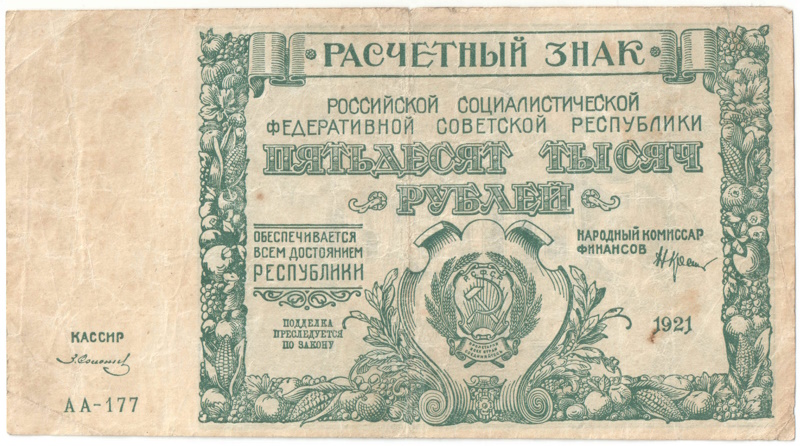 РАСЧЕТНЫЙ ЗНАК
РОССИЙСКОЙ СОЦИАЛИСТИЧЕСКОЙ
ФЕДЕРАТИВНОЙ СОВЕТСКОЙ РЕСПУБЛИКИ
ПЯТЬДЕСЯТ ТЫСЯЧ
РУБЛЕЙ
ОБЕСПЕЧИВАЕТСЯ
ВСЕМ ДОСТОЯНИЕМ
РЕСПУБЛИКИ
ПОДДЕЛКА
ПРЕСЛЕДУЕТСЯ
ПО ЗАКОНУ
НАРОДНЫЙ КОМИССАР
ФИНАНСОВ
1921
КАССИР
АА-177